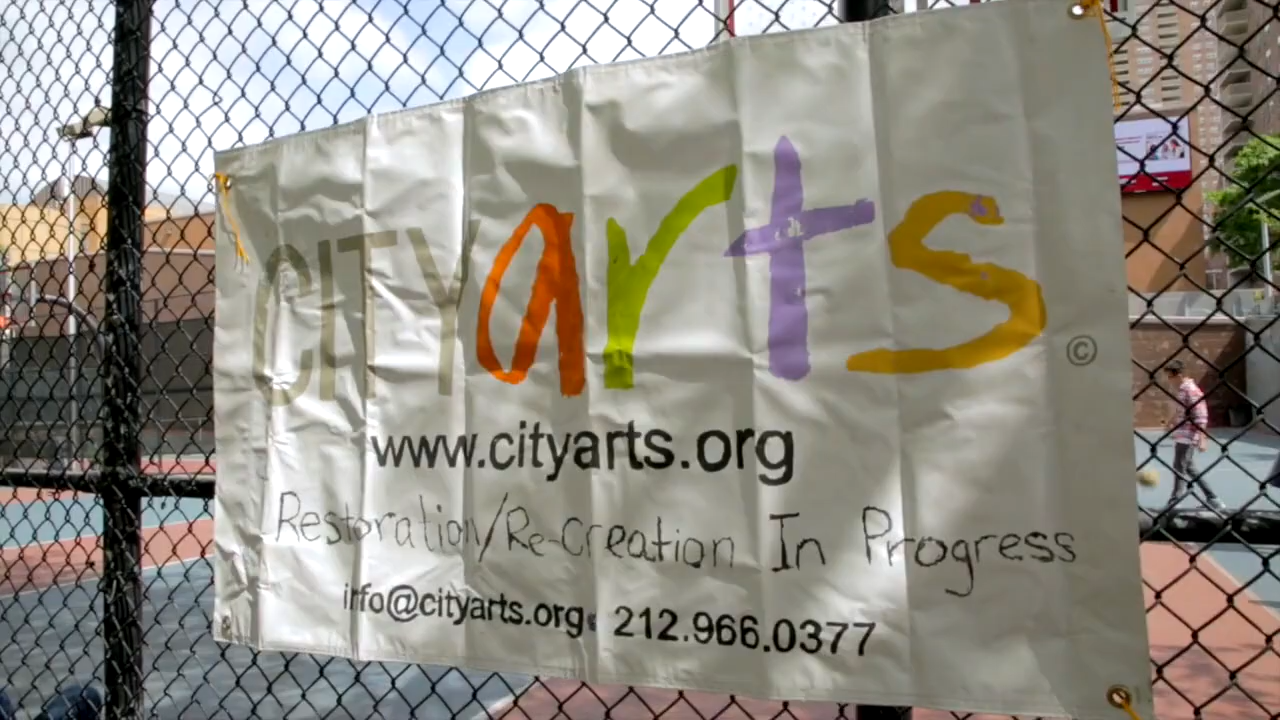 CITYarts ©
www.cityarts.org
Restoration/Re-Creation In Progress
info@cityarts.org. 212.966.0377